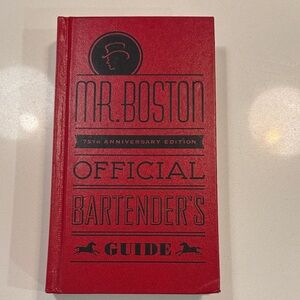 MR. BOSTON
75TH ANNIVERSARY EDITION
OFFICIAL
BARTENDER'S
GUIDE